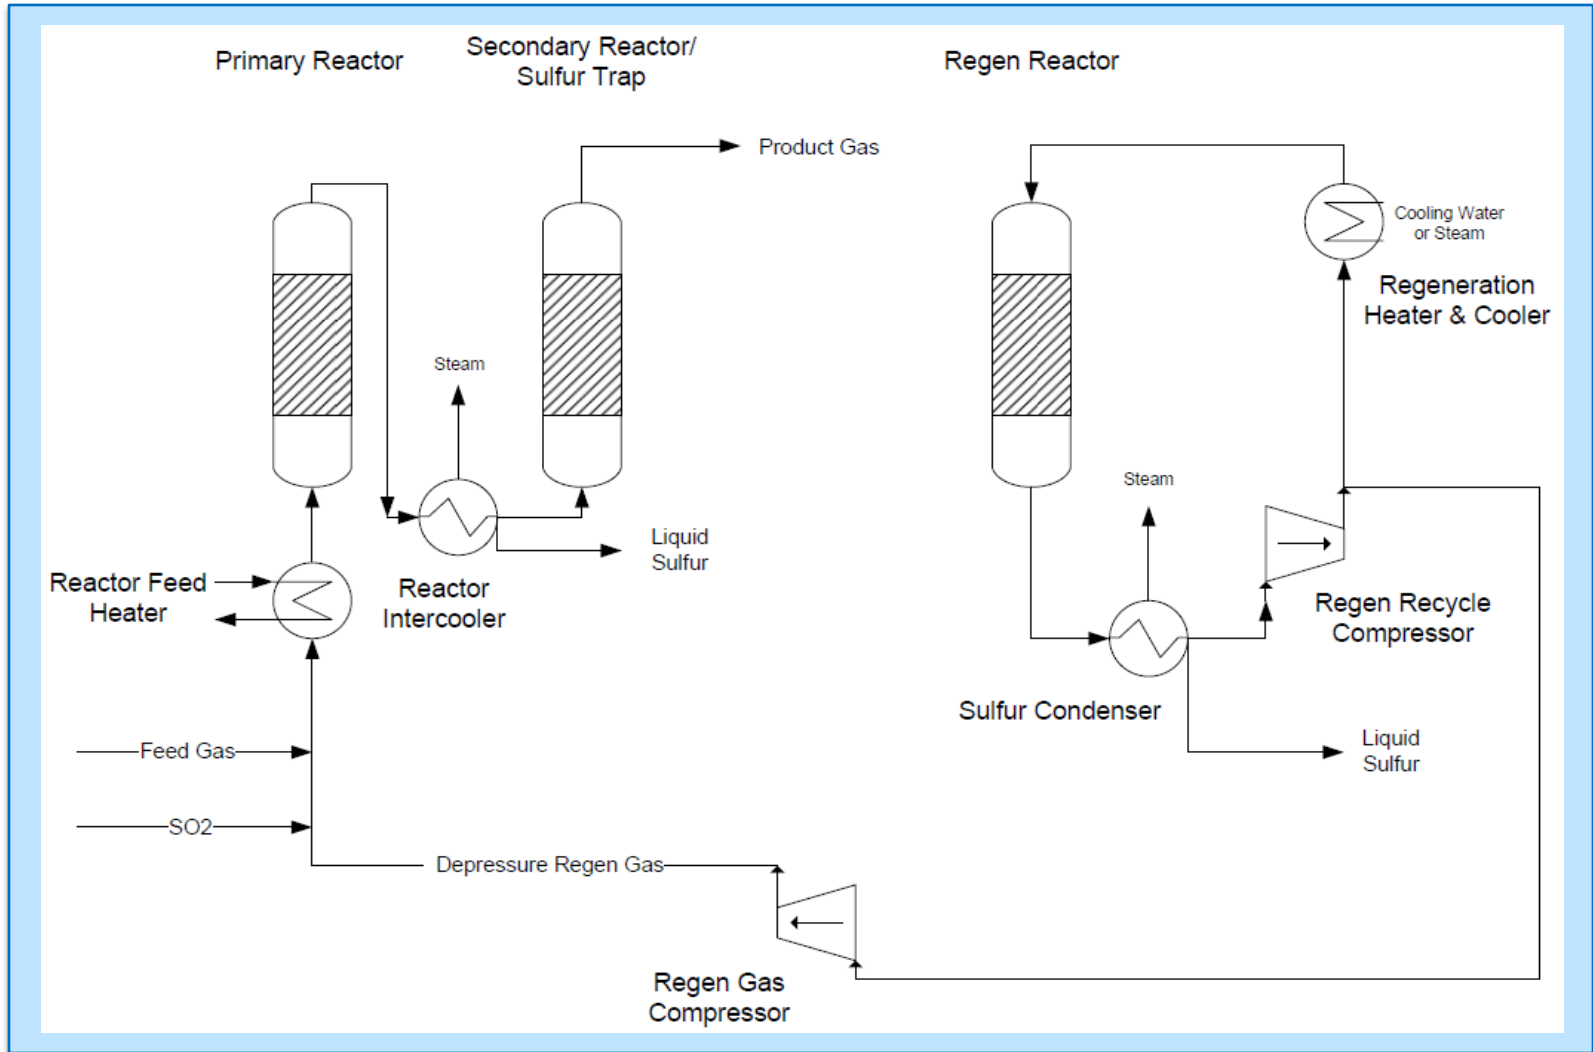 Primary Reactor
Secondary Reactor/
Sulfur Trap
Regen Reactor
Product Gas
Cooling Water
or Steam
Regeneration
Heater & Cooler
Steam
Steam
Liquid
Sulfur
Reactor Feed
Heater
Reactor
Intercooler
Regen Recycle
Compressor
Sulfur Condenser
Feed Gas
Liquid
Sulfur
SO2
Depressure Regen Gas
Regen Gas
Compressor